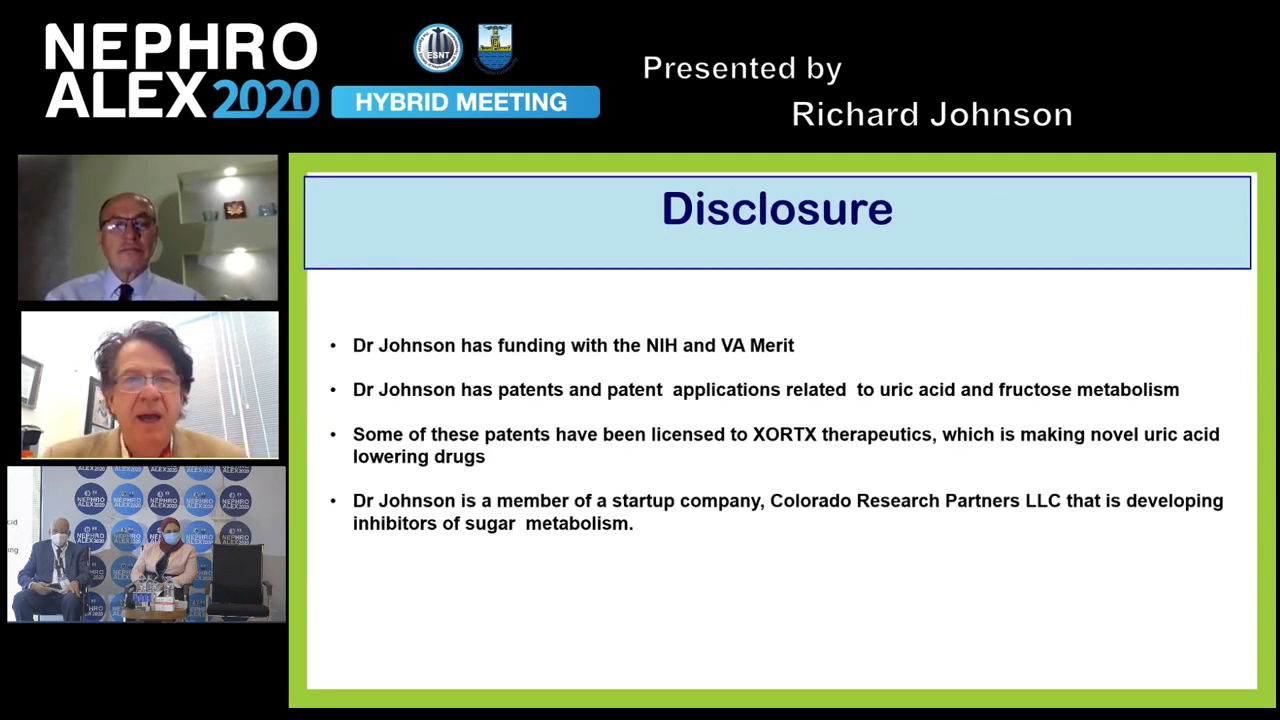 NEPHRO
ALEX2020
ESNT
HYBRID MEETING
Presented by
Richard Johnson
Disclosure
• Dr Johnson has funding with the NIH and VA Merit
• Dr Johnson has patents and patent applications related to uric acid and fructose metabolism
• Some of these patents have been licensed to XORTX therapeutics, which is making novel uric acid
lowering drugs
• Dr Johnson is a member of a startup company, Colorado Research Partners LLC that is developing
inhibitors of sugar metabolism.
NEPHRO
ALEX2020